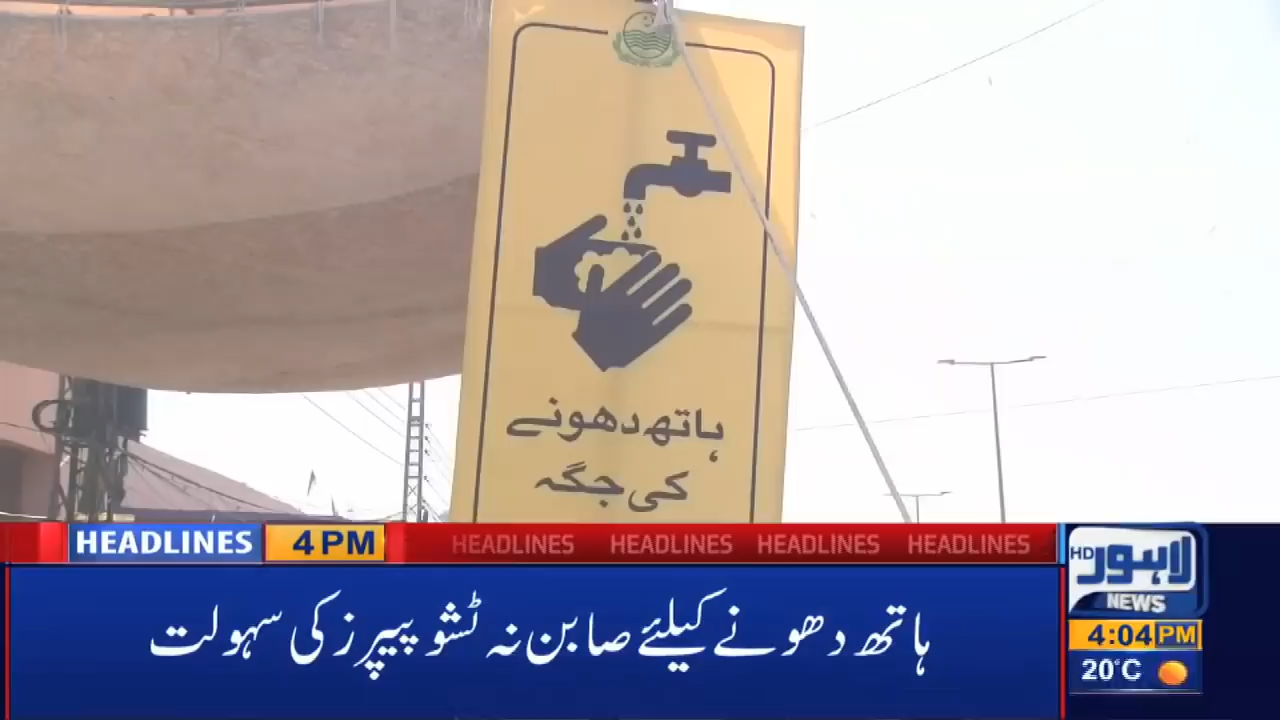 ہاتھ دھونے
کی جگہ
HEADLINES 4 PM HEADLINES HEADLINES HEADLINES HEADLINES
ہاتھ دھونے کیلئے صابن نہ ٹشو پیپرز کی سہولت
HD لاہور
NEWS
4:04 PM
20°C